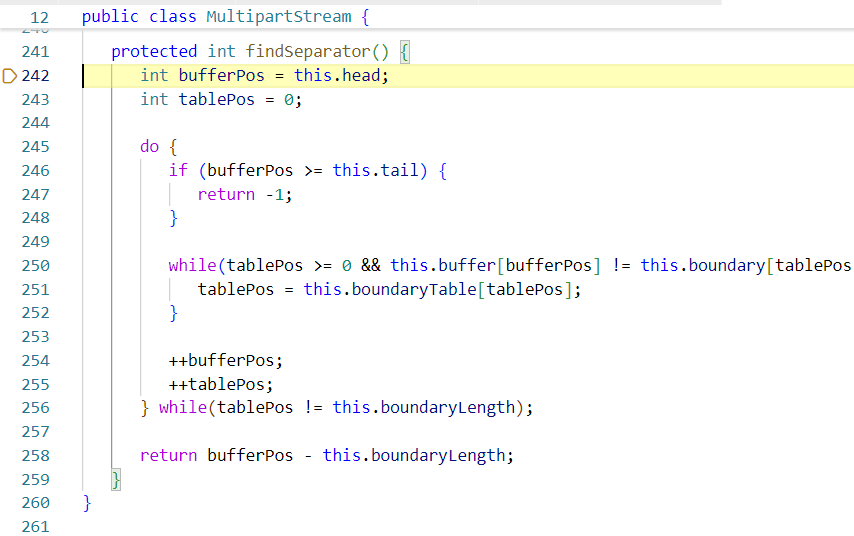 12 public class MultipartStream {
241 protected int findSeparator() {
242 int bufferPos = this.head;
243 int tablePos = 0;
244
245 do {
246 if (bufferPos >= this.tail) {
247 return -1;
248 }
249
250 while(tablePos >= 0 && this.buffer[bufferPos] != this.boundary[tablePos
251 tablePos = this.boundaryTable[tablePos];
252 }
253
254 ++bufferPos;
255 ++tablePos;
256 } while(tablePos != this.boundaryLength);
257
258 return bufferPos - this.boundaryLength;
259 }
260 }
261